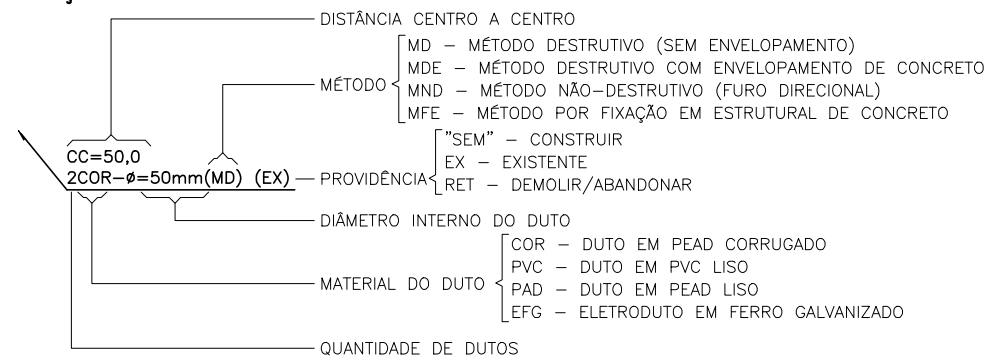 DISTÂNCIA CENTRO A CENTRO
MÉTODO
MD – MÉTODO DESTRUTIVO (SEM ENVELOPAMENTO)
MDE – MÉTODO DESTRUTIVO COM ENVELOPAMENTO DE CONCRETO
MND – MÉTODO NÃO-DESTRUTIVO (FURO DIRECIONAL)
MFE – MÉTODO POR FIXAÇÃO EM ESTRUTURAL DE CONCRETO
CC=50,0
2COR-ø=50mm(MD) (EX)
PROVIDÊNCIA
"SEM" – CONSTRUIR
EX – EXISTENTE
RET – DEMOLIR/ABANDONAR
DIÂMETRO INTERNO DO DUTO
MATERIAL DO DUTO
COR – DUTO EM PEAD CORRUGADO
PVC – DUTO EM PVC LISO
PAD – DUTO EM PEAD LISO
EFG – ELETRODUTO EM FERRO GALVANIZADO
QUANTIDADE DE DUTOS